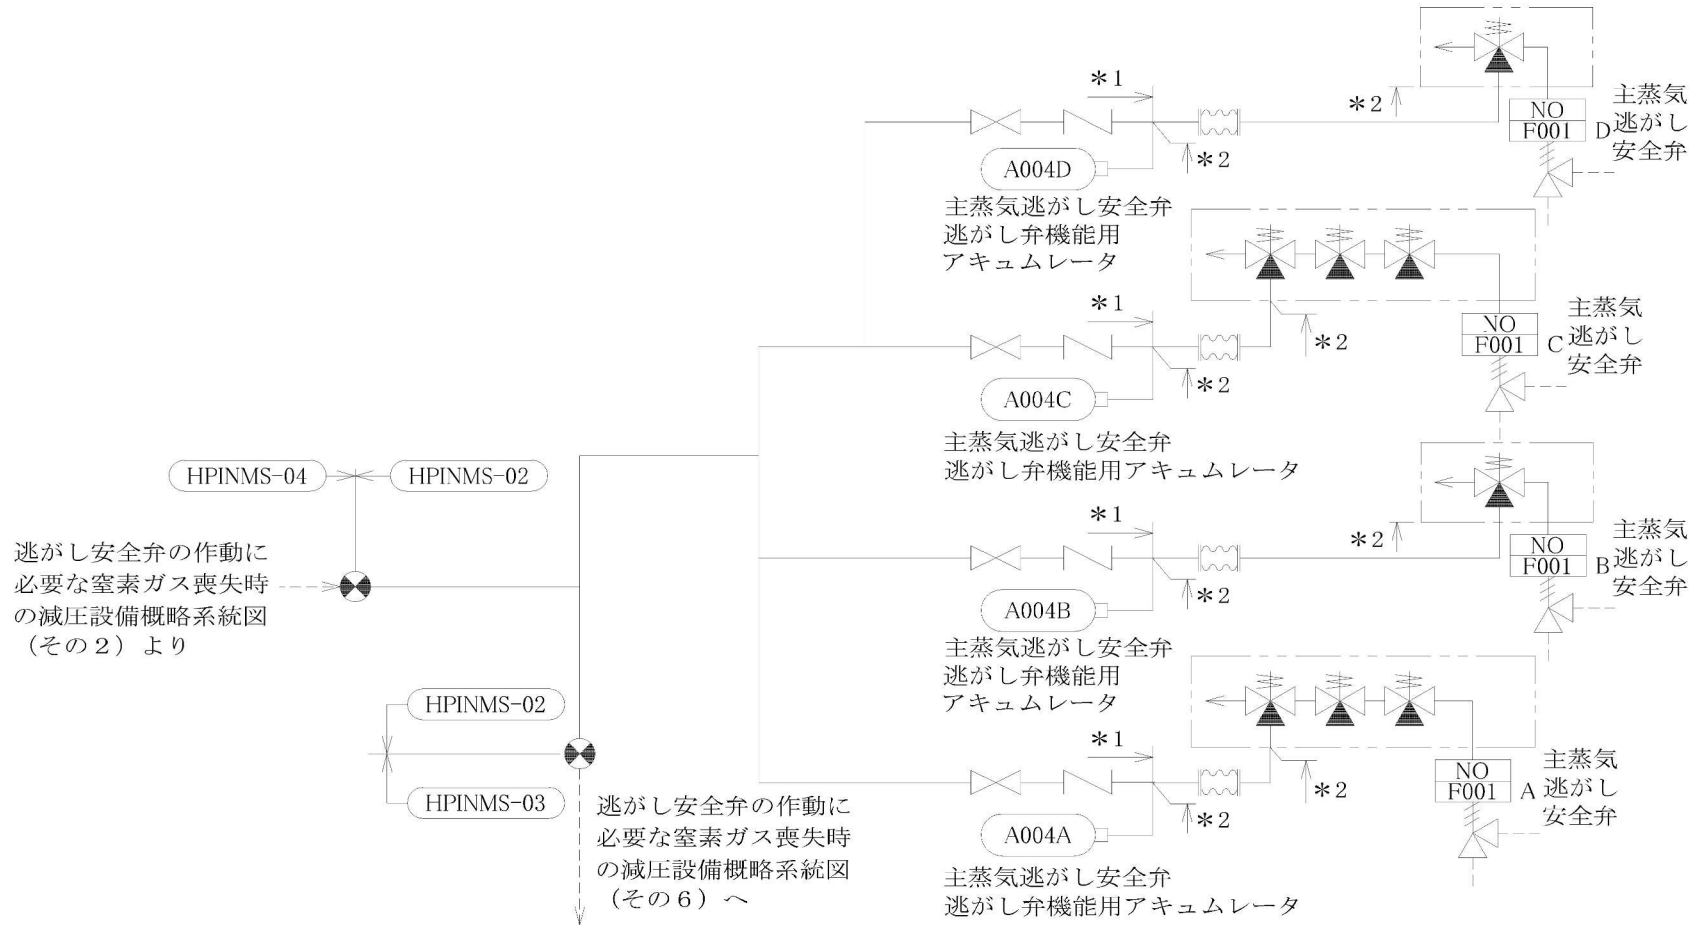 *1
*2
*2
NO
F001
D
主蒸気
逃がし
安全弁
A004D
主蒸気逃がし安全弁
逃がし弁機能用
アキュムレータ
*1
*2
*2
NO
F001
C
主蒸気
逃がし
安全弁
A004C
主蒸気逃がし安全弁
逃がし弁機能用アキュムレータ
HPINMS-04
HPINMS-02
逃がし安全弁の作動に
必要な窒素ガス喪失時
の減圧設備概略系統図
（その２）より
*1
*2
*2
NO
F001
B
主蒸気
逃がし
安全弁
A004B
主蒸気逃がし安全弁
逃がし弁機能用
アキュムレータ
HPINMS-02
HPINMS-03
逃がし安全弁の作動に
必要な窒素ガス喪失時
の減圧設備概略系統図
（その６）へ
*1
*2
*2
NO
F001
A
主蒸気
逃がし
安全弁
A004A
主蒸気逃がし安全弁
逃がし弁機能用アキュムレータ